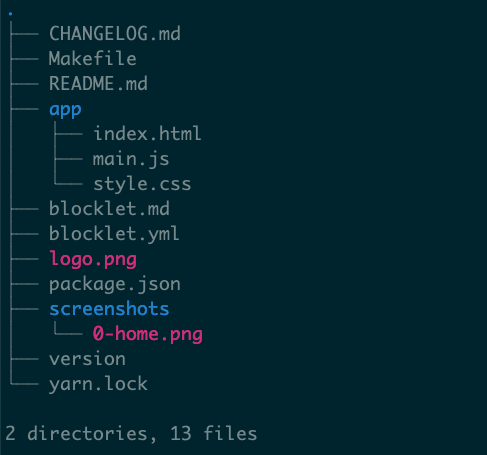 .
├── CHANGELOG.md
├── Makefile
├── README.md
├── app
│   ├── index.html
│   ├── main.js
│   └── style.css
├── blocklet.md
├── blocklet.yml
├── logo.png
├── package.json
├── screenshots
│   └── 0-home.png
├── version
└── yarn.lock

2 directories, 13 files